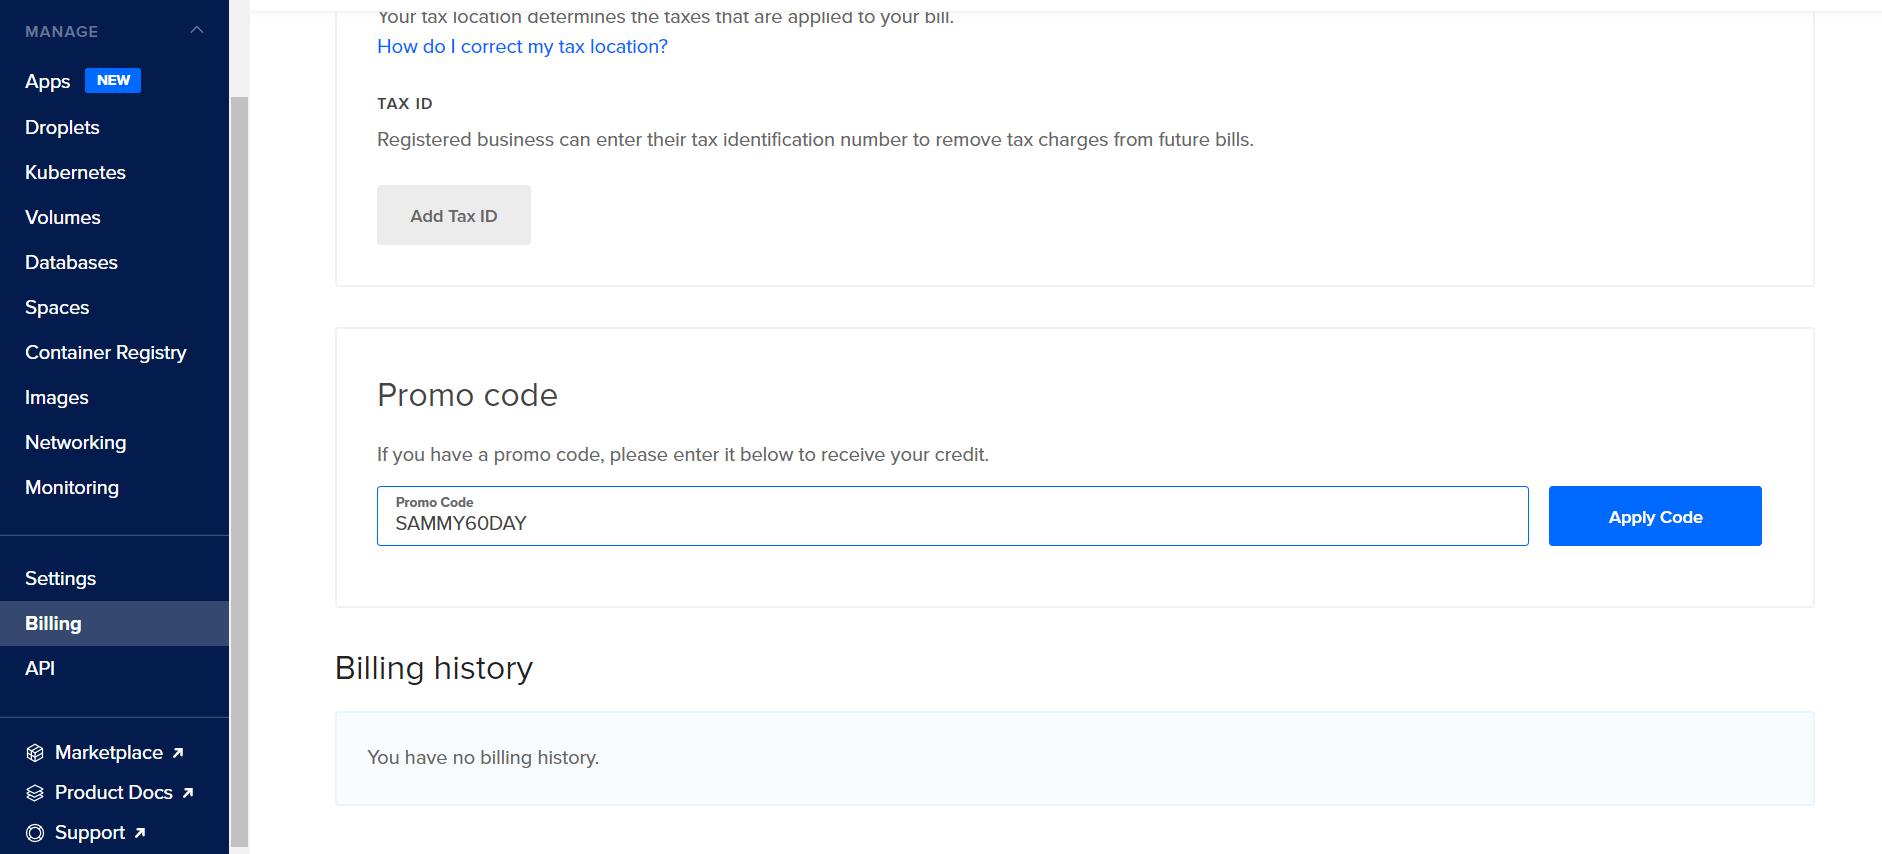 MANAGE
Apps NEW
Droplets
Kubernetes
Volumes
Databases
Spaces
Container Registry
Images
Networking
Monitoring
Settings
Billing
API
Marketplace
Product Docs
Support
Your tax location determines the taxes that are applied to your bill.
How do I correct my tax location?
TAX ID
Registered business can enter their tax identification number to remove tax charges from future bills.
Add Tax ID
Promo code
If you have a promo code, please enter it below to receive your credit.
Promo Code
SAMMY60DAY
Apply Code
Billing history
You have no billing history.